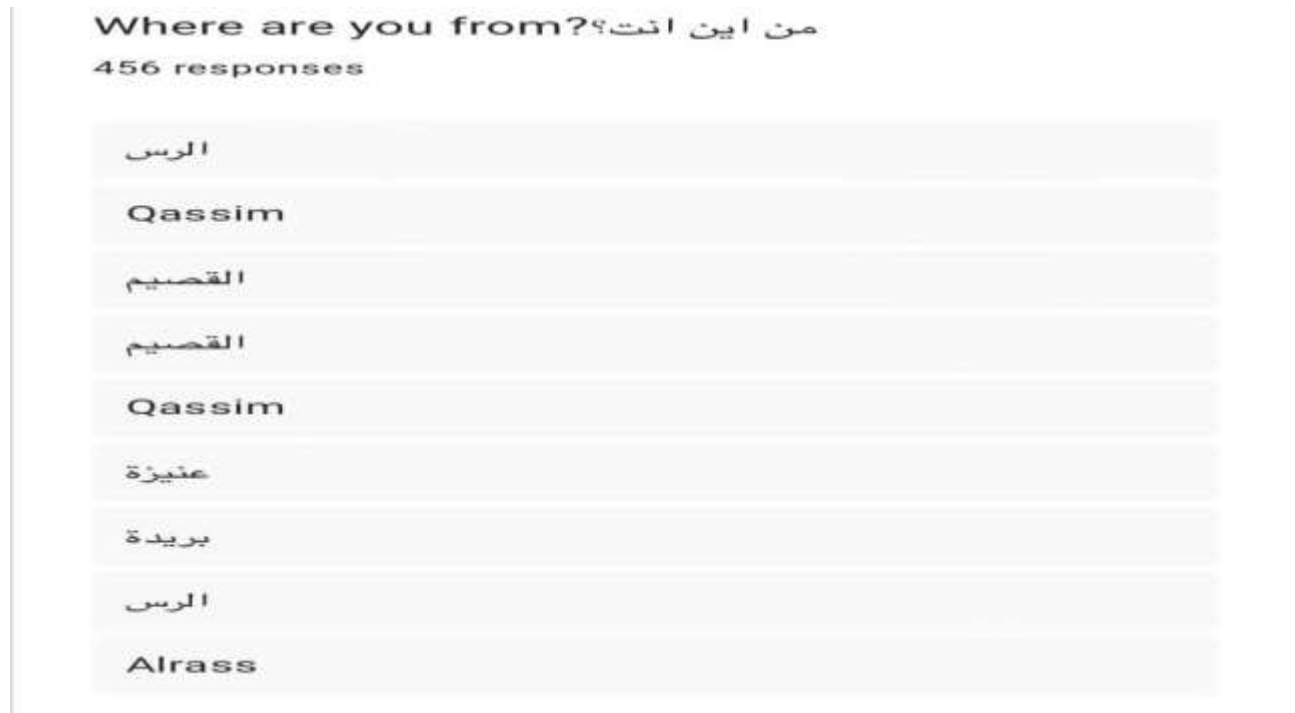 Where are you from?من اين انت؟
456 responses
الرس
Qassim
القصيم
القصيم
Qassim
عنيزة
بريدة
الرس
Alrass